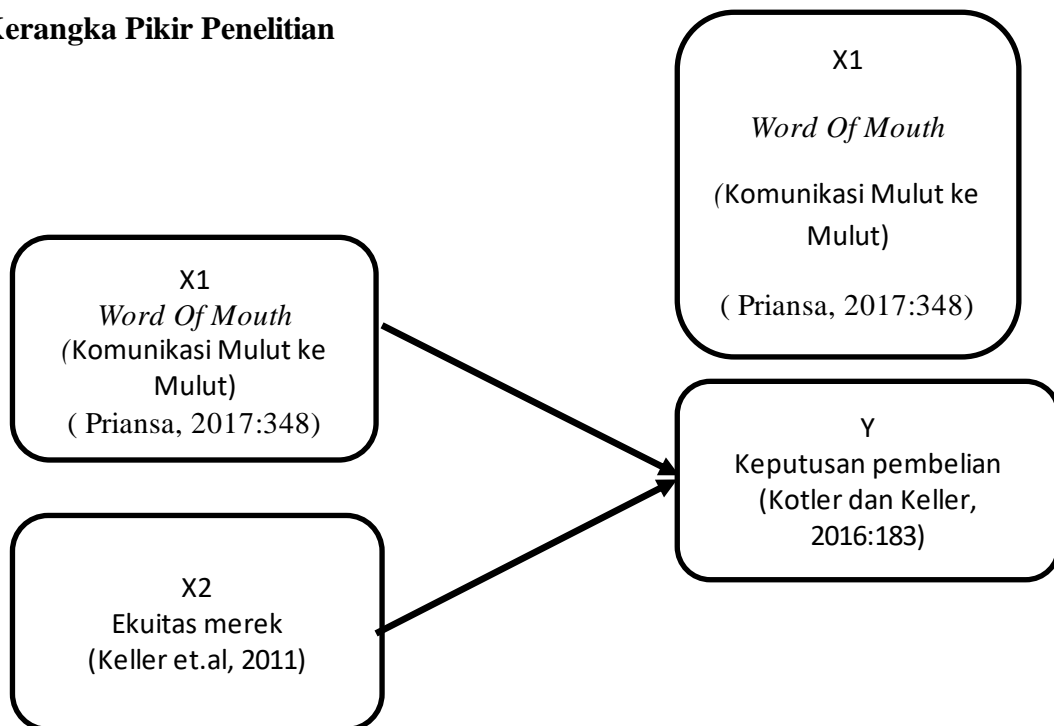 Kerangka Pikir Penelitian
X1
Word Of Mouth
(Komunikasi Mulut ke
Mulut)
( Priansa, 2017:348)
X1
Word Of Mouth
(Komunikasi Mulut ke
Mulut)
( Priansa, 2017:348)
Y
Keputusan pembelian
(Kotler dan Keller,
2016:183)
X2
Ekuitas merek
(Keller et.al, 2011)